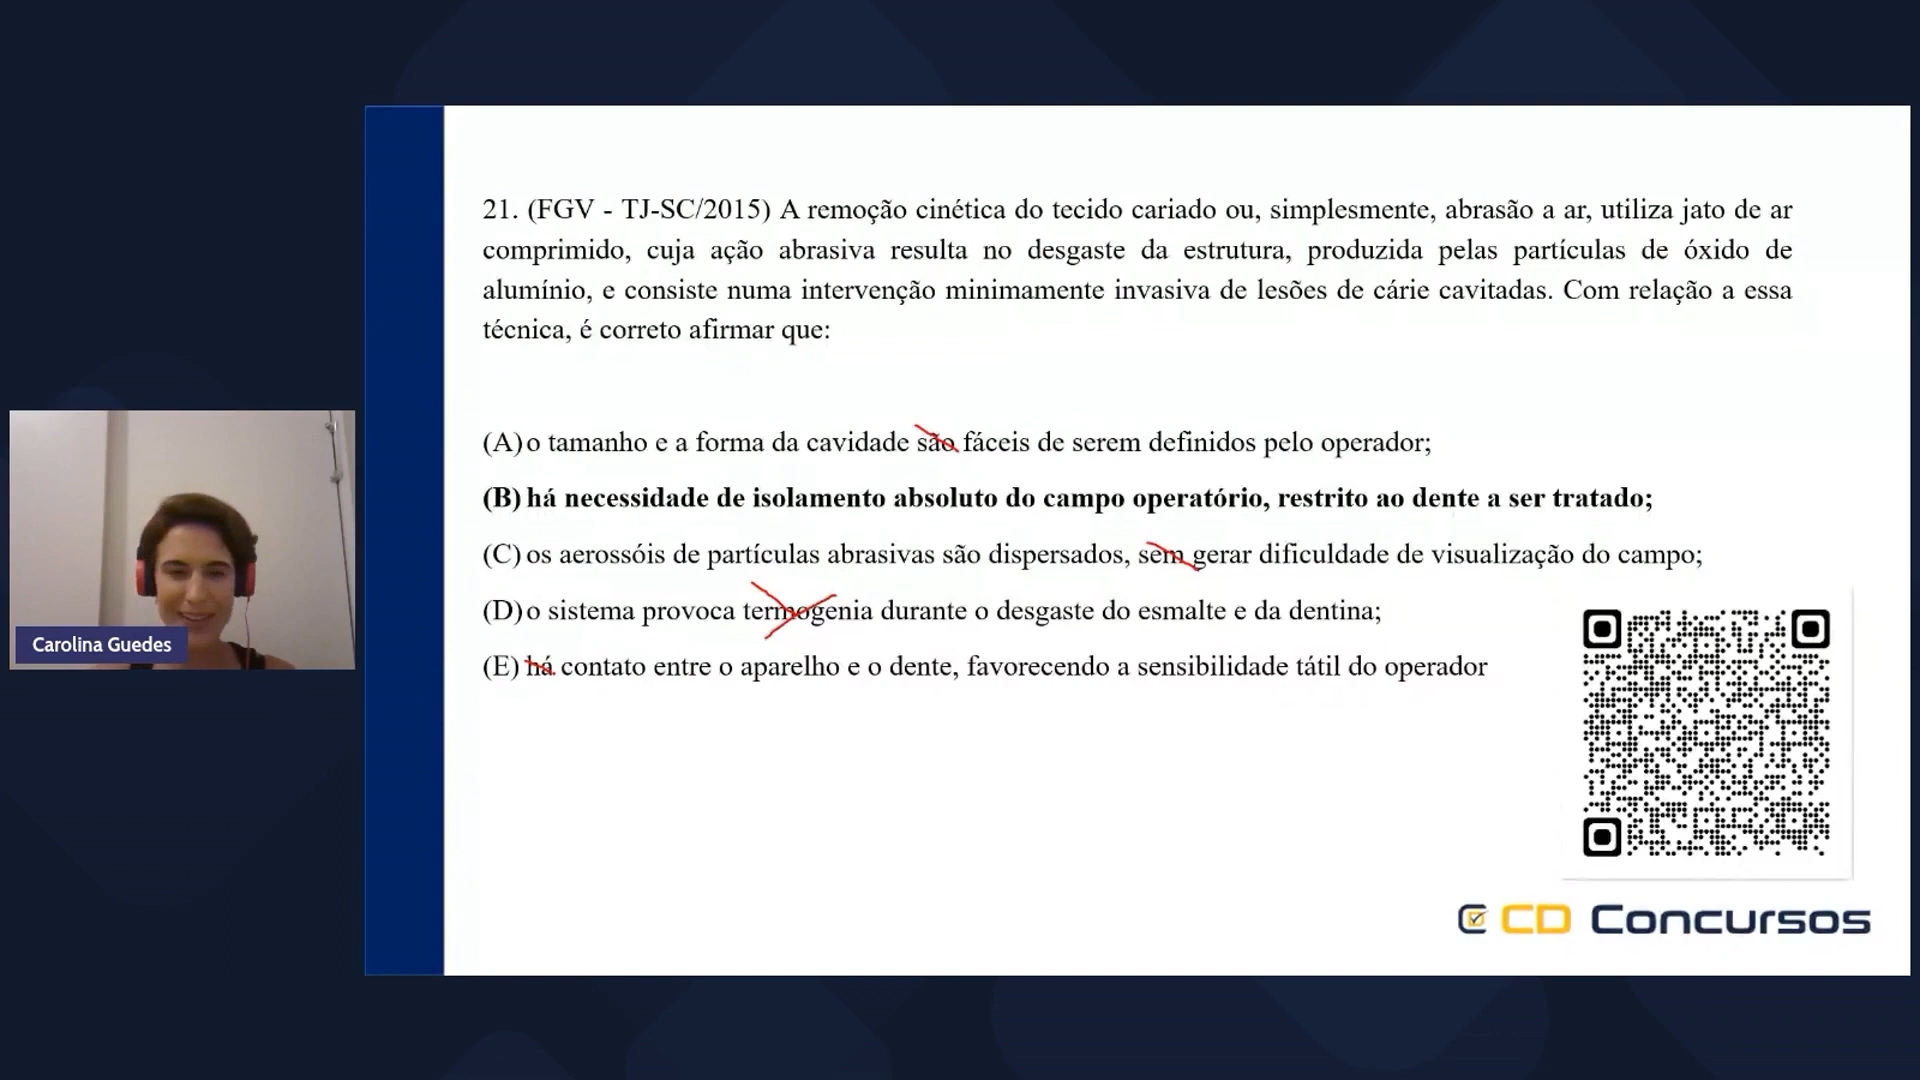 21. (FGV - TJ-SC/2015) A remoção cinética do tecido cariado ou, simplesmente, abrasão a ar, utiliza jato de ar
comprimido, cuja ação abrasiva resulta no desgaste da estrutura, produzida pelas partículas de óxido de
alumínio, e consiste numa intervenção minimamente invasiva de lesões de cárie cavitadas. Com relação a essa
técnica, é correto afirmar que:
(A) o tamanho e a forma da cavidade são fáceis de serem definidos pelo operador;
(B) há necessidade de isolamento absoluto do campo operatório, restrito ao dente a ser tratado;
(C) os aerossóis de partículas abrasivas são dispersados, sem gerar dificuldade de visualização do campo;
(D) o sistema provoca termogenia durante o desgaste do esmalte e da dentina;
(E) há contato entre o aparelho e o dente, favorecendo a sensibilidade tátil do operador
Carolina Guedes
CD Concursos